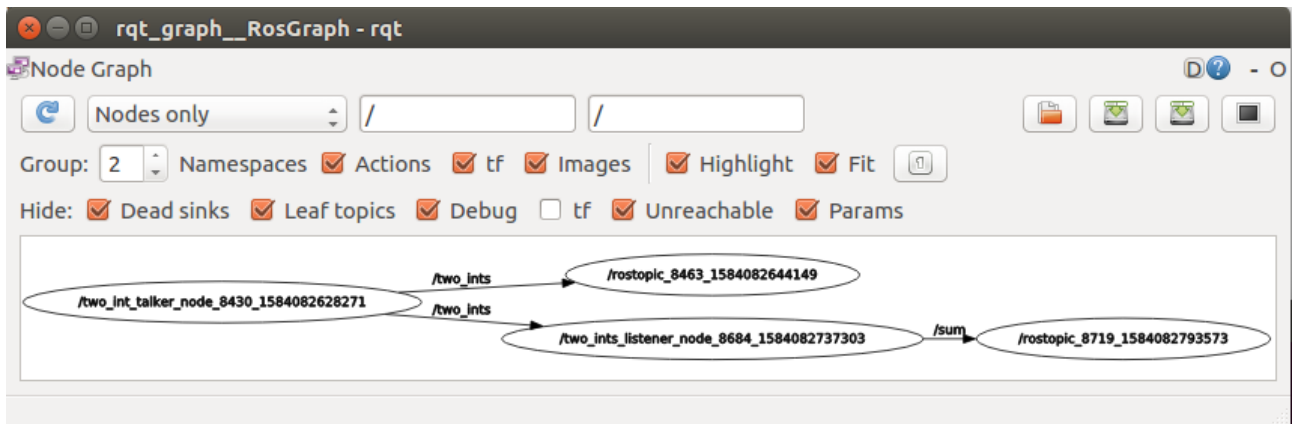 rqt_graph__RosGraph - rqt
Node Graph D ? - O
Nodes only / /
Group: 2 Namespaces Actions tf Images Highlight Fit
Hide: Dead sinks Leaf topics Debug tf Unreachable Params
/two_int_talker_node_8430_1584082628271
/two_ints
/rostopic_8463_1584082644149
/two_ints
/two_ints_listener_node_8684_1584082737303
/sum
/rostopic_8719_1584082793573